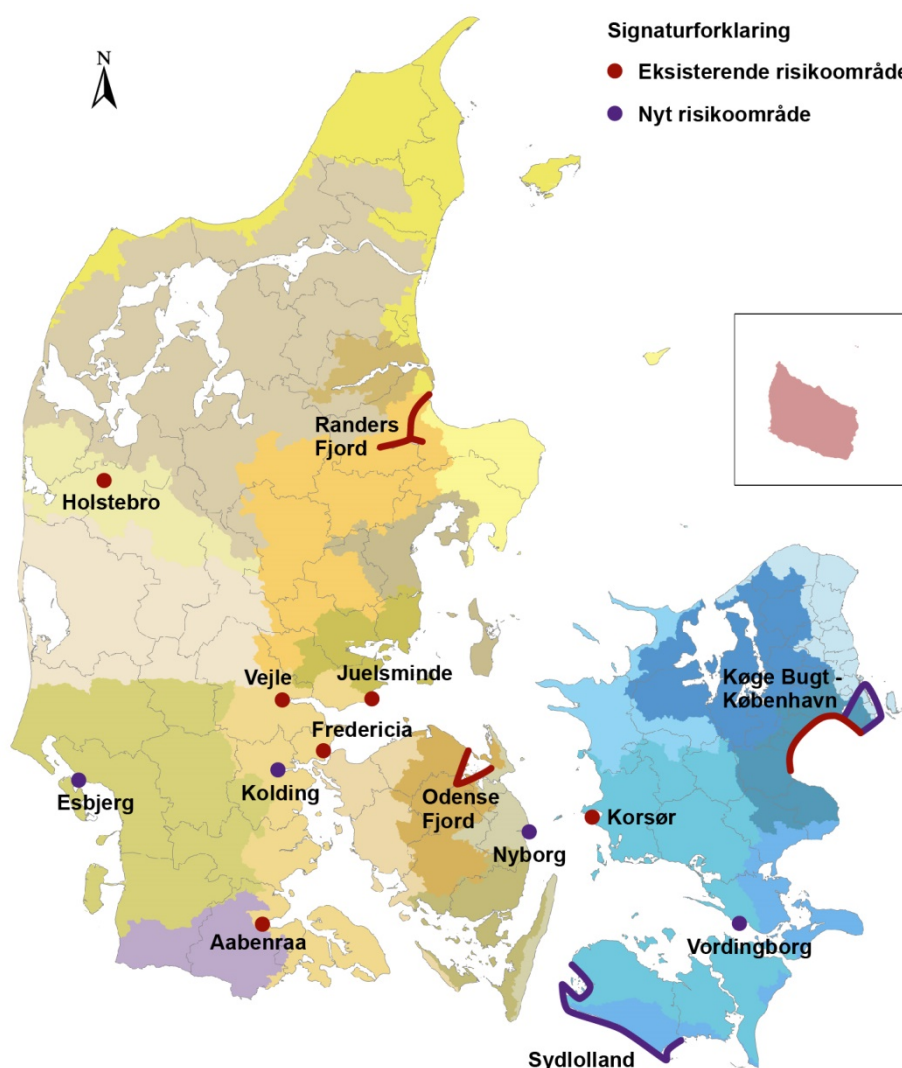 Signaturforklaring
N
Eksisterende risikoområde
Nyt risikoområde
Randers
Fjord
Holstebro
Vejle
Juelsminde
Køge Bugt -
København
Fredericia
Esbjerg
Kolding
Odense
Fjord
Korsør
Nyborg
Aabenraa
Vordingborg
Sydlolland